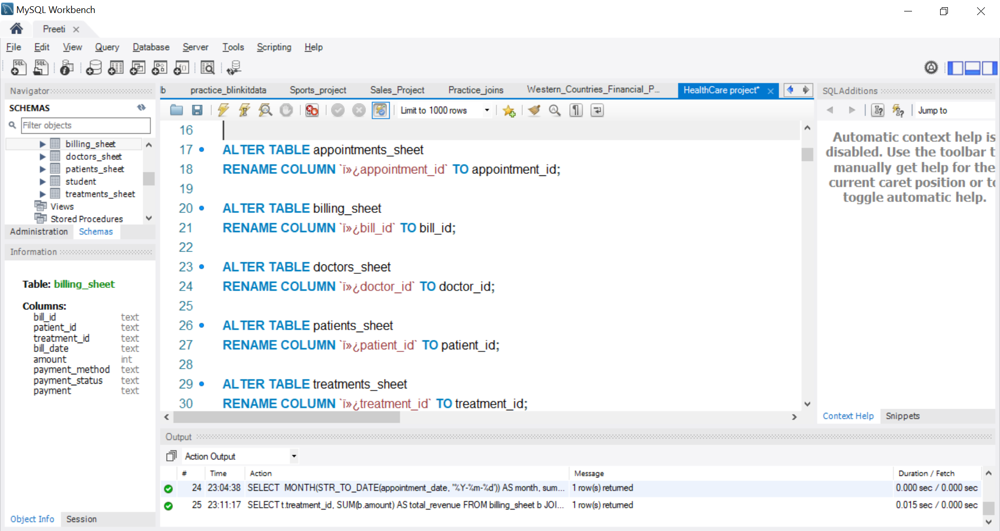 MySQL Workbench
Preeti
File Edit View Query Database Server Tools Scripting Help
Navigator
SCHEMAS
Filter objects
billing_sheet
doctors_sheet
patients_sheet
student
treatments_sheet
Views
Stored Procedures
Administration Schemas
Information
Table: billing_sheet
Columns:
bill_id text
patient_id text
treatment_id text
bill_date text
amount int
payment_method text
payment_status text
payment text
Object Info Session
lb practice_blinkitdata Sports_project Sales_Project Practice_joins Western_Countries_Financial_P... HealthCare project*
Limit to 1000 rows
16
17 ALTER TABLE appointments_sheet
18 RENAME COLUMN `ï»¿appointment_id` TO appointment_id;
19
20 ALTER TABLE billing_sheet
21 RENAME COLUMN `ï»¿bill_id` TO bill_id;
22
23 ALTER TABLE doctors_sheet
24 RENAME COLUMN `ï»¿doctor_id` TO doctor_id;
25
26 ALTER TABLE patients_sheet
27 RENAME COLUMN `ï»¿patient_id` TO patient_id;
28
29 ALTER TABLE treatments_sheet
30 RENAME COLUMN `ï»¿treatment_id` TO treatment_id;
SQLAdditions
Jump to
Automatic context help is
disabled. Use the toolbar t
manually get help for the
current caret position or to
toggle automatic help.
Context Help Snippets
Output
Action Output
# Time Action Message Duration / Fetch
24 23:04:38 SELECT MONTH(STR_TO_DATE(appointment_date, '%Y-%m-%d')) AS month, sum... 1 row(s) returned 0.000 sec / 0.000 sec
25 23:11:17 SELECT t.treatment_id, SUM(b.amount) AS total_revenue FROM billing_sheet b JOI... 1 row(s) returned 0.015 sec / 0.000 sec